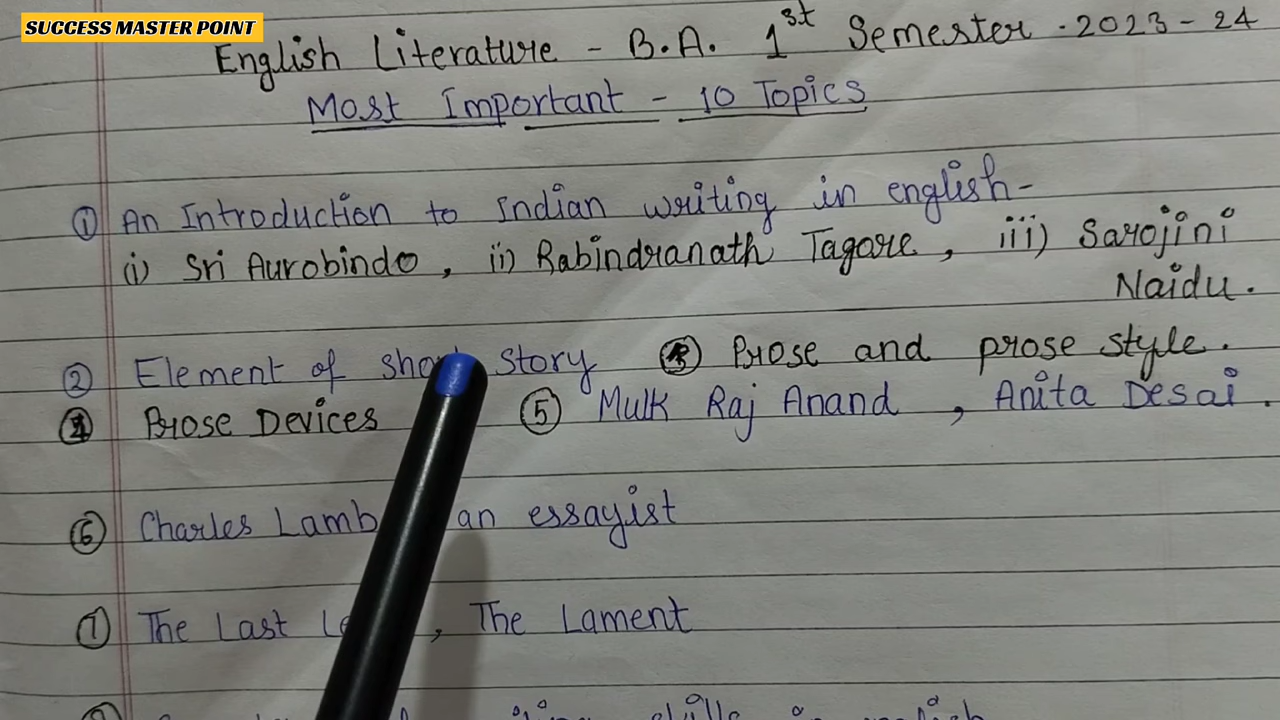 SUCCESS MASTER POINT
English Literature - B.A. 1st Semester - 2023-24
Most Important - 10 Topics
① An Introduction to Indian writing in english-
(i) Sri Aurobindo, ii) Rabindranath Tagore, iii) Sarojini
Naidu.
② Element of story ③ Prose and prose style.
④ Prose Devices ⑤ Mulk Raj Anand, Anita Desai.
⑥ Charles Lamb an essayist
⑦ The Last , The Lament
skills in english